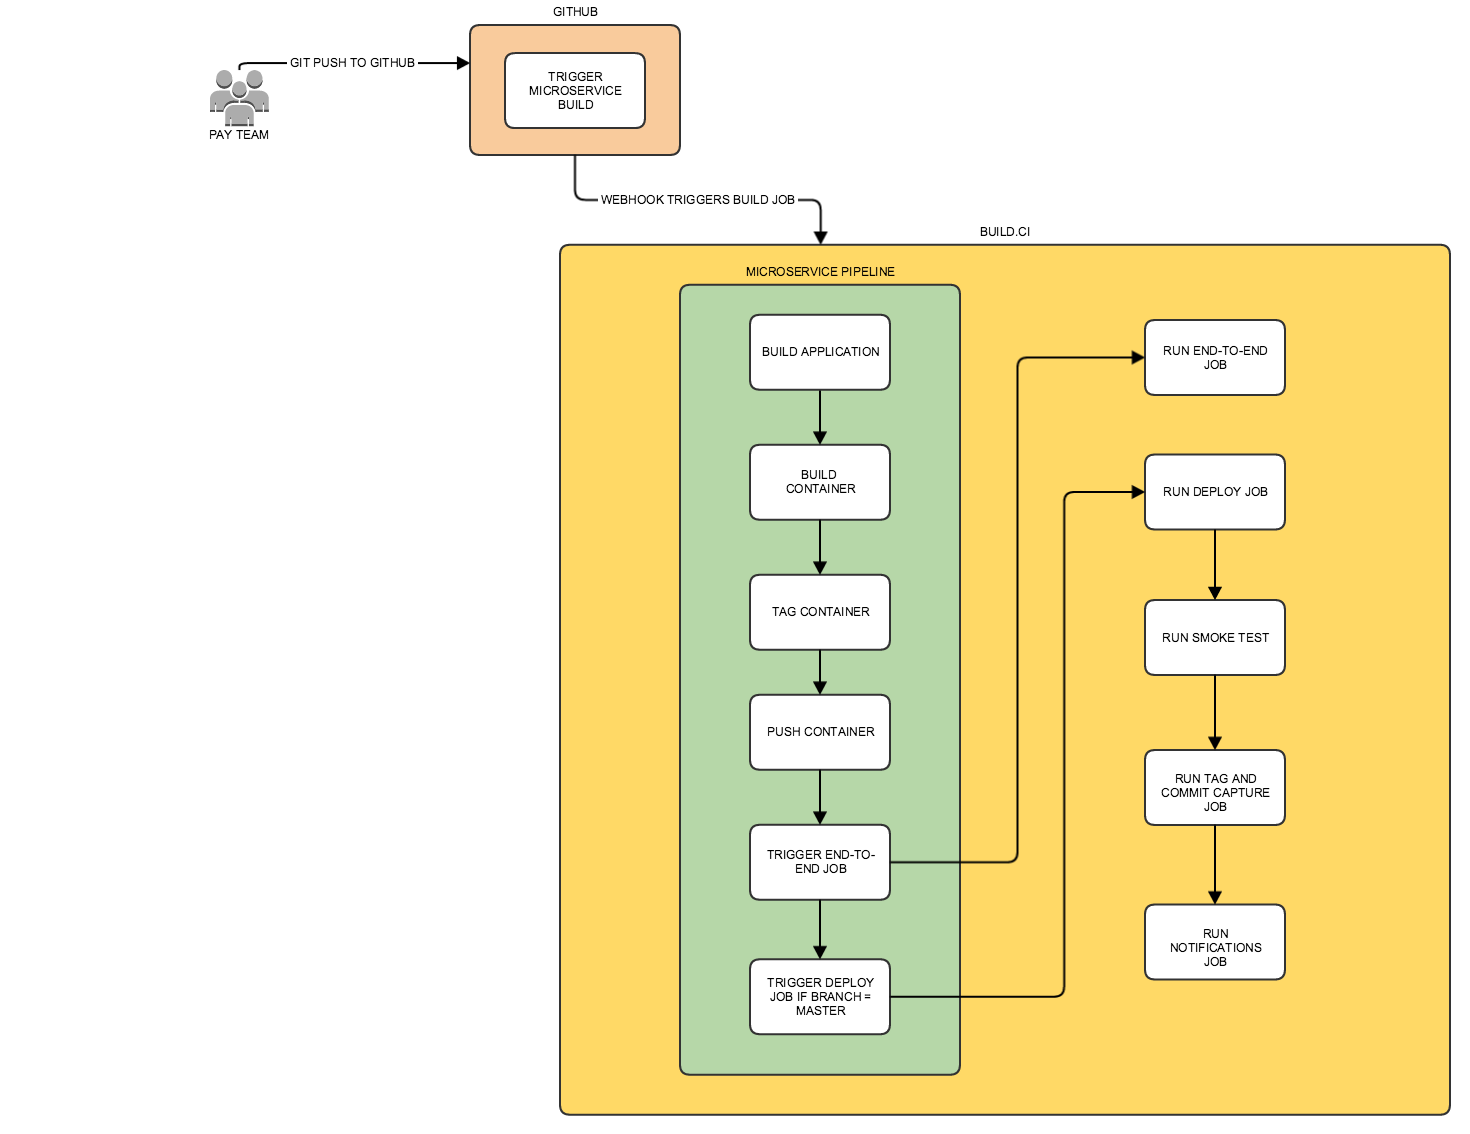 GITHUB
GIT PUSH TO GITHUB
TRIGGER
MICROSERVICE
BUILD
PAY TEAM
WEBHOOK TRIGGERS BUILD JOB
BUILD.CI
MICROSERVICE PIPELINE
BUILD APPLICATION
BUILD
CONTAINER
TAG CONTAINER
PUSH CONTAINER
TRIGGER END-TO-
END JOB
TRIGGER DEPLOY
JOB IF BRANCH =
MASTER
RUN END-TO-END
JOB
RUN DEPLOY JOB
RUN SMOKE TEST
RUN TAG AND
COMMIT CAPTURE
JOB
RUN
NOTIFICATIONS
JOB